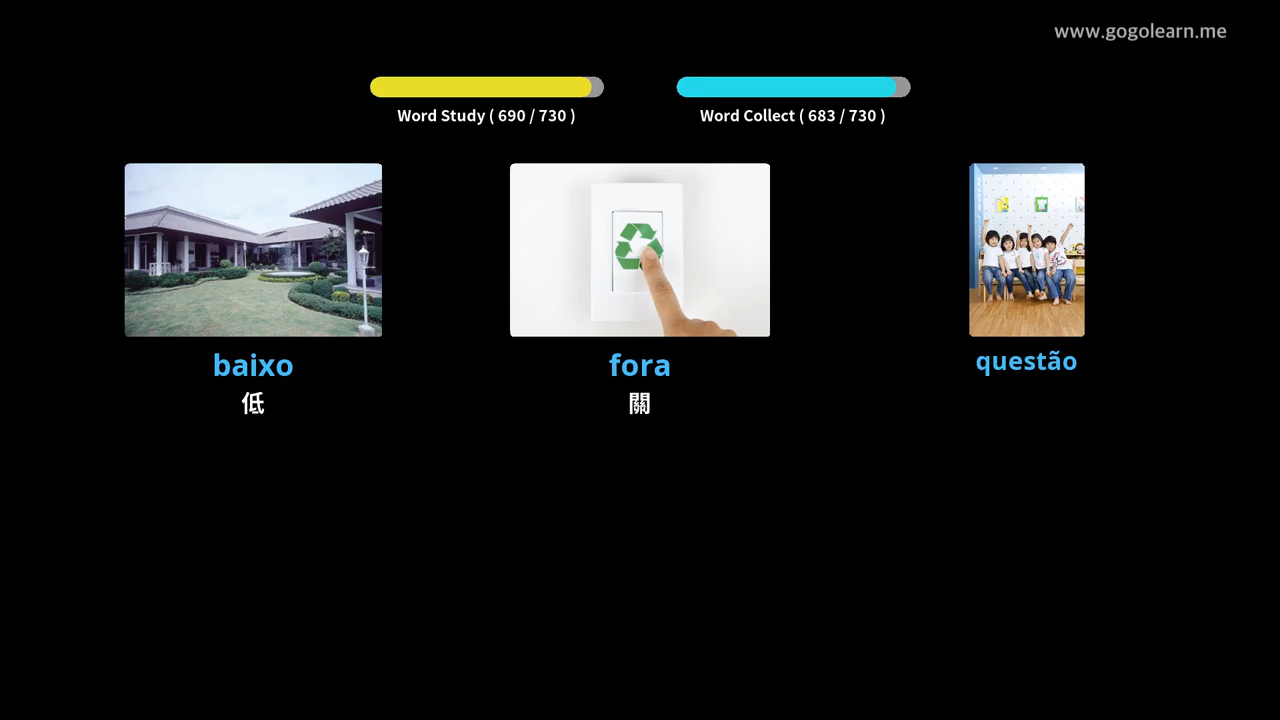 www.gogolearn.me
Word Study ( 690 / 730 )
Word Collect ( 683 / 730 )
baixo
低
fora
關
questão